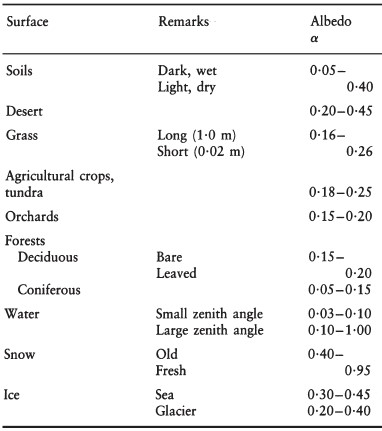 Surface Remarks Albedo
α
Soils Dark, wet 0·05–
Light, dry 0·40
Desert 0·20–0·45
Grass Long (1·0 m) 0·16–
Short (0·02 m) 0·26
Agricultural crops,
tundra 0·18–0·25
Orchards 0·15–0·20
Forests
Deciduous Bare 0·15–
Leaved 0·20
Coniferous 0·05–0·15
Water Small zenith angle 0·03–0·10
Large zenith angle 0·10–1·00
Snow Old 0·40–
Fresh 0·95
Ice Sea 0·30–0·45
Glacier 0·20–0·40